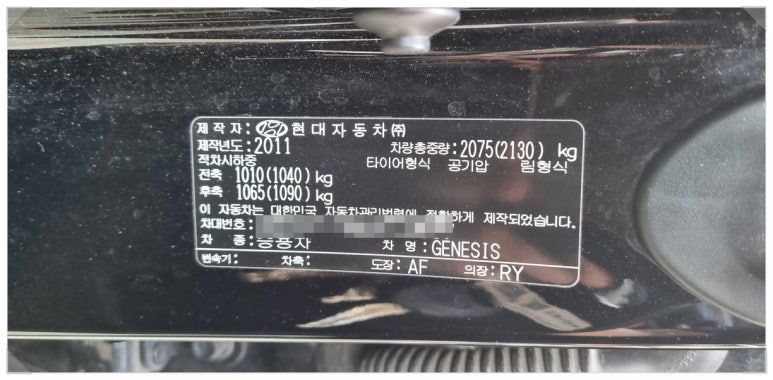 제 작 자: 현 대 자 동 차 ㈜
제작년도:2011 차량총중량:2075(2130) kg
적차시하중 타이어형식 공기압 림형식
전축 1010(1040) kg
후축 1065(1090) kg
이 자동차는 대한민국 자동차관리법령에 적합하게 제작되었습니다.
차대번호:
차 종:승용차 차 명:GENESIS
변속기: 차축: 도장:AF 의장:RY